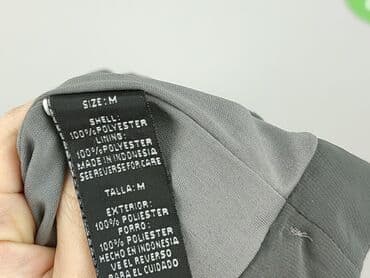 SIZE: M
SHELL:
100% POLYESTER
LINING:
100% POLYESTER
MADE IN INDONESIA
SEE REVERSE FOR CARE
TALLA: M
EXTERIOR:
100% POLIESTER
FORRO:
100% POLIESTER
HECHO EN INDONESIA
VE EL REVERSO
PARA EL CUIDADO